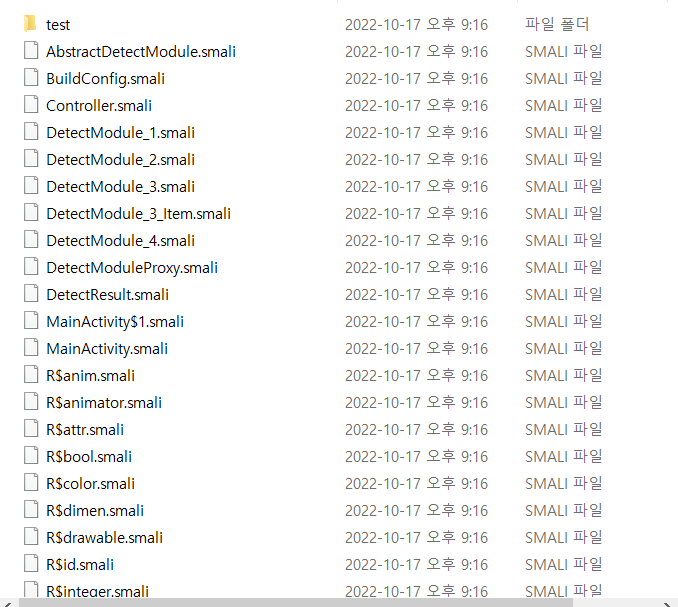 test 2022-10-17 오후 9:16 파일 폴더
AbstractDetectModule.smali 2022-10-17 오후 9:16 SMALI 파일
BuildConfig.smali 2022-10-17 오후 9:16 SMALI 파일
Controller.smali 2022-10-17 오후 9:16 SMALI 파일
DetectModule_1.smali 2022-10-17 오후 9:16 SMALI 파일
DetectModule_2.smali 2022-10-17 오후 9:16 SMALI 파일
DetectModule_3.smali 2022-10-17 오후 9:16 SMALI 파일
DetectModule_3_Item.smali 2022-10-17 오후 9:16 SMALI 파일
DetectModule_4.smali 2022-10-17 오후 9:16 SMALI 파일
DetectModuleProxy.smali 2022-10-17 오후 9:16 SMALI 파일
DetectResult.smali 2022-10-17 오후 9:16 SMALI 파일
MainActivity$1.smali 2022-10-17 오후 9:16 SMALI 파일
MainActivity.smali 2022-10-17 오후 9:16 SMALI 파일
R$anim.smali 2022-10-17 오후 9:16 SMALI 파일
R$animator.smali 2022-10-17 오후 9:16 SMALI 파일
R$attr.smali 2022-10-17 오후 9:16 SMALI 파일
R$bool.smali 2022-10-17 오후 9:16 SMALI 파일
R$color.smali 2022-10-17 오후 9:16 SMALI 파일
R$dimen.smali 2022-10-17 오후 9:16 SMALI 파일
R$drawable.smali 2022-10-17 오후 9:16 SMALI 파일
R$id.smali 2022-10-17 오후 9:16 SMALI 파일
R$integer.smali 2022-10-17 오후 9:16 SMALI 파일